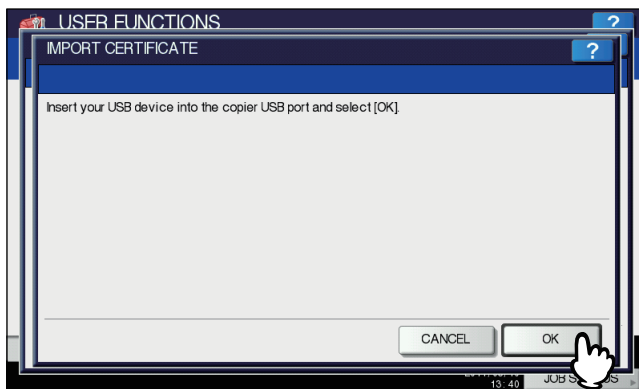 USER FUNCTIONS
?
IMPORT CERTIFICATE
?
Insert your USB device into the copier USB port and select [OK].
CANCEL
OK
13:40
JOB